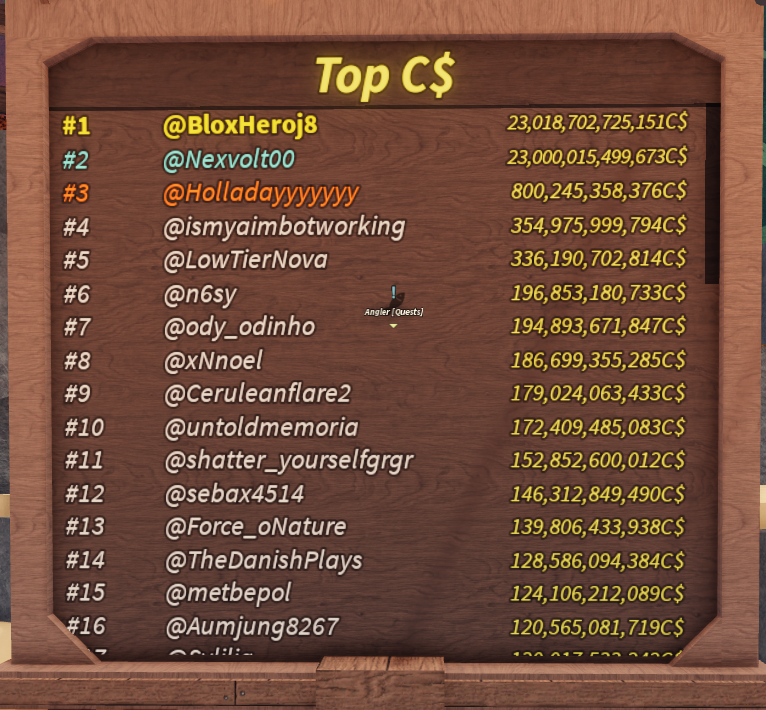 Top C$
#1 @BloxHeroj8 23,018,702,725,151C$
#2 @Nexvolt00 23,000,015,499,673C$
#3 @Holladayyyyyyy 800,245,358,376C$
#4 @ismyaimbotworking 354,975,999,794C$
#5 @LowTierNova 336,190,702,814C$
#6 @n6sy 196,853,180,733C$
!
Angler [Quests]
#7 @ody_odinho 194,893,671,847C$
#8 @xNnoel 186,699,355,285C$
#9 @Ceruleanflare2 179,024,063,433C$
#10 @untoldmemoria 172,409,485,083C$
#11 @shatter_yourselfgrgr 152,852,600,012C$
#12 @sebax4514 146,312,849,490C$
#13 @Force_oNature 139,806,433,938C$
#14 @TheDanishPlays 128,586,094,384C$
#15 @metbepol 124,106,212,089C$
#16 @Aumjung8267 120,565,081,719C$